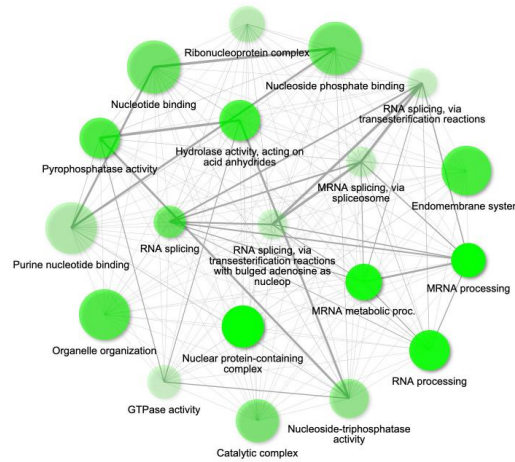 Ribonucleoprotein complex
Nucleotide binding
Nucleoside phosphate binding
RNA splicing, via
transesterification reactions
Pyrophosphatase activity
Hydrolase activity, acting on
acid anhydrides
MRNA splicing, via
spliceosome
Endomembrane system
RNA splicing
RNA splicing, via
transesterification reactions
with bulged adenosine as
nucleop
Purine nucleotide binding
MRNA processing
MRNA metabolic proc.
Organelle organization
Nuclear protein-containing
complex
RNA processing
GTPase activity
Nucleoside-triphosphatase
activity
Catalytic complex